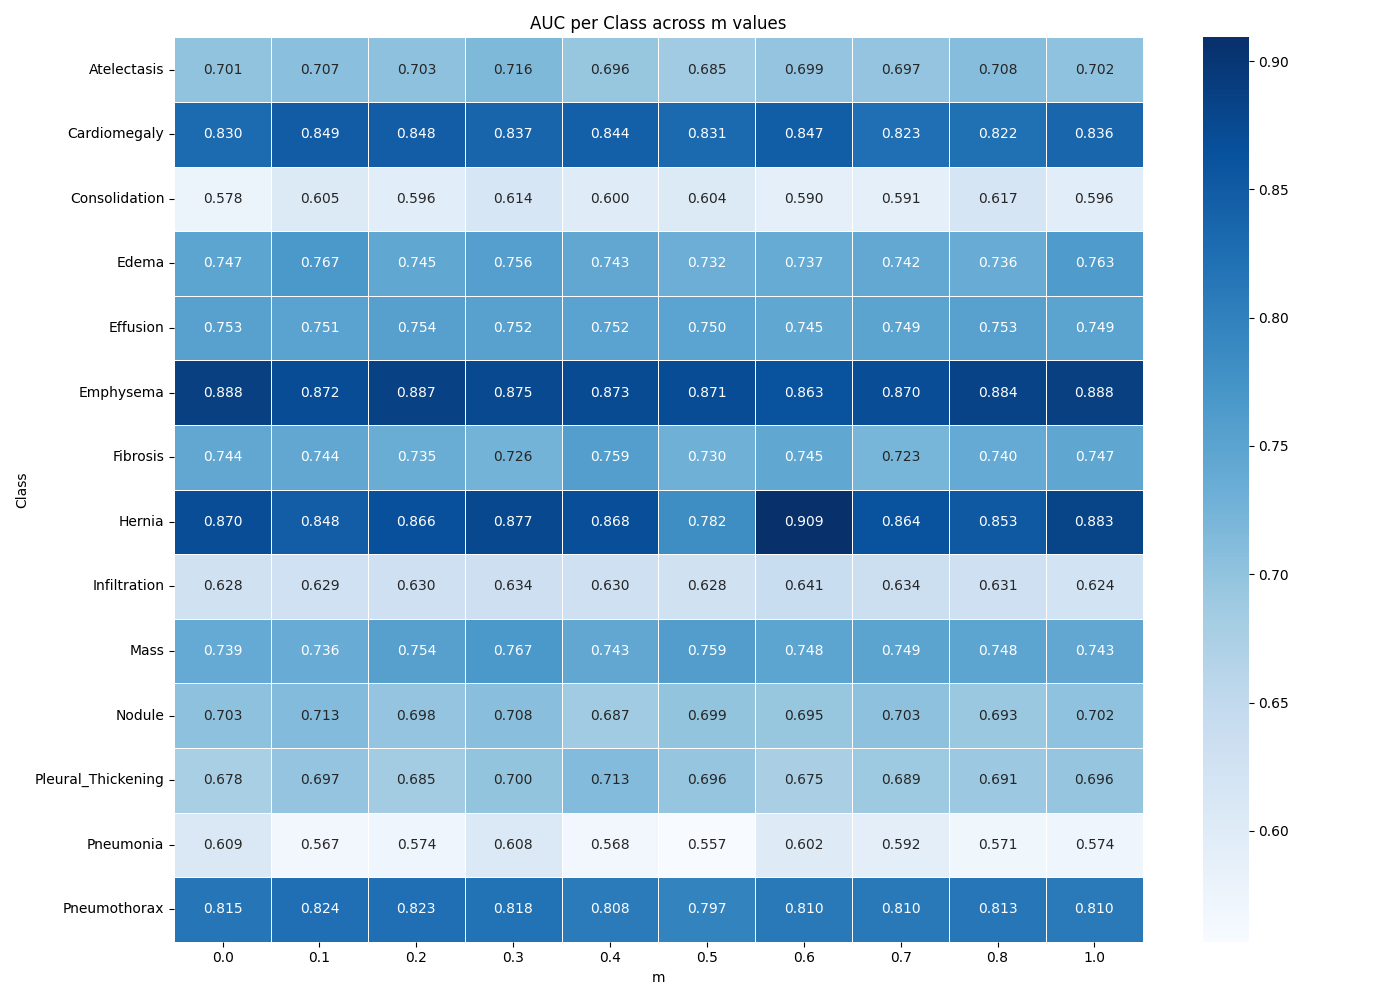 AUC per Class across m values
Atelectasis 0.701 0.707 0.703 0.716 0.696 0.685 0.699 0.697 0.708 0.702
Cardiomegaly 0.830 0.849 0.848 0.837 0.844 0.831 0.847 0.823 0.822 0.836
Consolidation 0.578 0.605 0.596 0.614 0.600 0.604 0.590 0.591 0.617 0.596
Edema 0.747 0.767 0.745 0.756 0.743 0.732 0.737 0.742 0.736 0.763
Effusion 0.753 0.751 0.754 0.752 0.752 0.750 0.745 0.749 0.753 0.749
Emphysema 0.888 0.872 0.887 0.875 0.873 0.871 0.863 0.870 0.884 0.888
Fibrosis 0.744 0.744 0.735 0.726 0.759 0.730 0.745 0.723 0.740 0.747
Hernia 0.870 0.848 0.866 0.877 0.868 0.782 0.909 0.864 0.853 0.883
Infiltration 0.628 0.629 0.630 0.634 0.630 0.628 0.641 0.634 0.631 0.624
Mass 0.739 0.736 0.754 0.767 0.743 0.759 0.748 0.749 0.748 0.743
Nodule 0.703 0.713 0.698 0.708 0.687 0.699 0.695 0.703 0.693 0.702
Pleural_Thickening 0.678 0.697 0.685 0.700 0.713 0.696 0.675 0.689 0.691 0.696
Pneumonia 0.609 0.567 0.574 0.608 0.568 0.557 0.602 0.592 0.571 0.574
Pneumothorax 0.815 0.824 0.823 0.818 0.808 0.797 0.810 0.810 0.813 0.810
0.0 0.1 0.2 0.3 0.4 0.5 0.6 0.7 0.8 1.0
m
Class
0.90
0.85
0.80
0.75
0.70
0.65
0.60